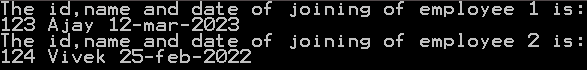 The id,name and date of joining of employee 1 is:
123 Ajay 12-mar-2023
The id,name and date of joining of employee 2 is:
124 Vivek 25-feb-2022